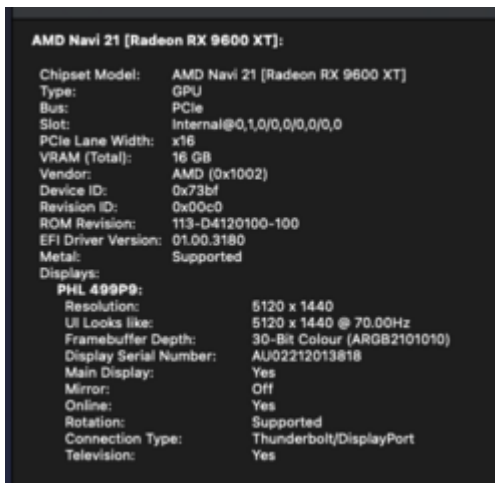 AMD Navi 21 [Radeon RX 9600 XT]:
Chipset Model: AMD Navi 21 [Radeon RX 9600 XT]
Type: GPU
Bus: PCIe
Slot: Internal@0,1,0/0,0/0,0/0,0
PCIe Lane Width: x16
VRAM (Total): 16 GB
Vendor: AMD (0x1002)
Device ID: 0x73bf
Revision ID: 0x00c0
ROM Revision: 113-D4120100-100
EFI Driver Version: 01.00.3180
Metal: Supported
Displays:
PHL 499P9:
Resolution: 5120 x 1440
UI Looks like: 5120 x 1440 @ 70.00Hz
Framebuffer Depth: 30-Bit Colour (ARGB2101010)
Display Serial Number: AU02212013818
Main Display: Yes
Mirror: Off
Online: Yes
Rotation: Supported
Connection Type: Thunderbolt/DisplayPort
Television: Yes